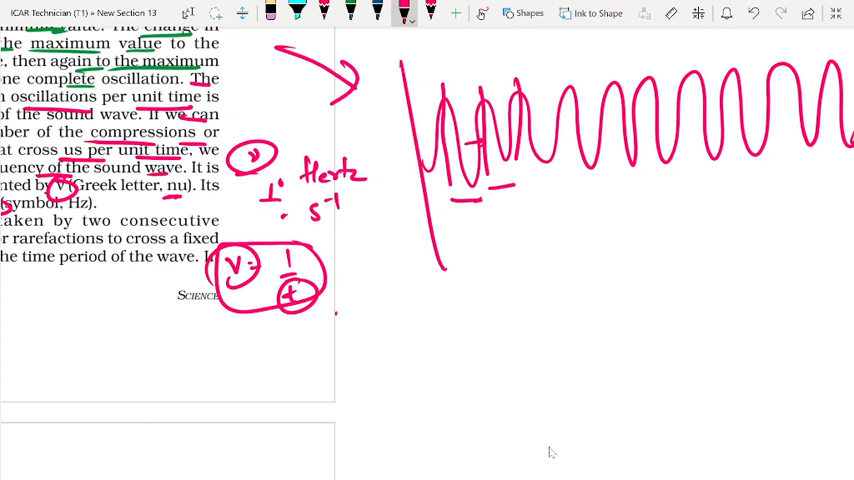 ICAR Technician (T1) » New Section 13
Shapes
Ink to Shape
the maximum value to the
, then again to the maximum
one complete oscillation. The
oscillations per unit time is
of the sound wave. If we can
ber of the compressions or
at cross us per unit time, we
uency of the sound wave. It is
nted by ν (Greek letter, nu). Its
(symbol, Hz).
taken by two consecutive
r rarefactions to cross a fixed
he time period of the wave.
SCIENCE
ν
Hertz
s⁻¹
ν = 1/t